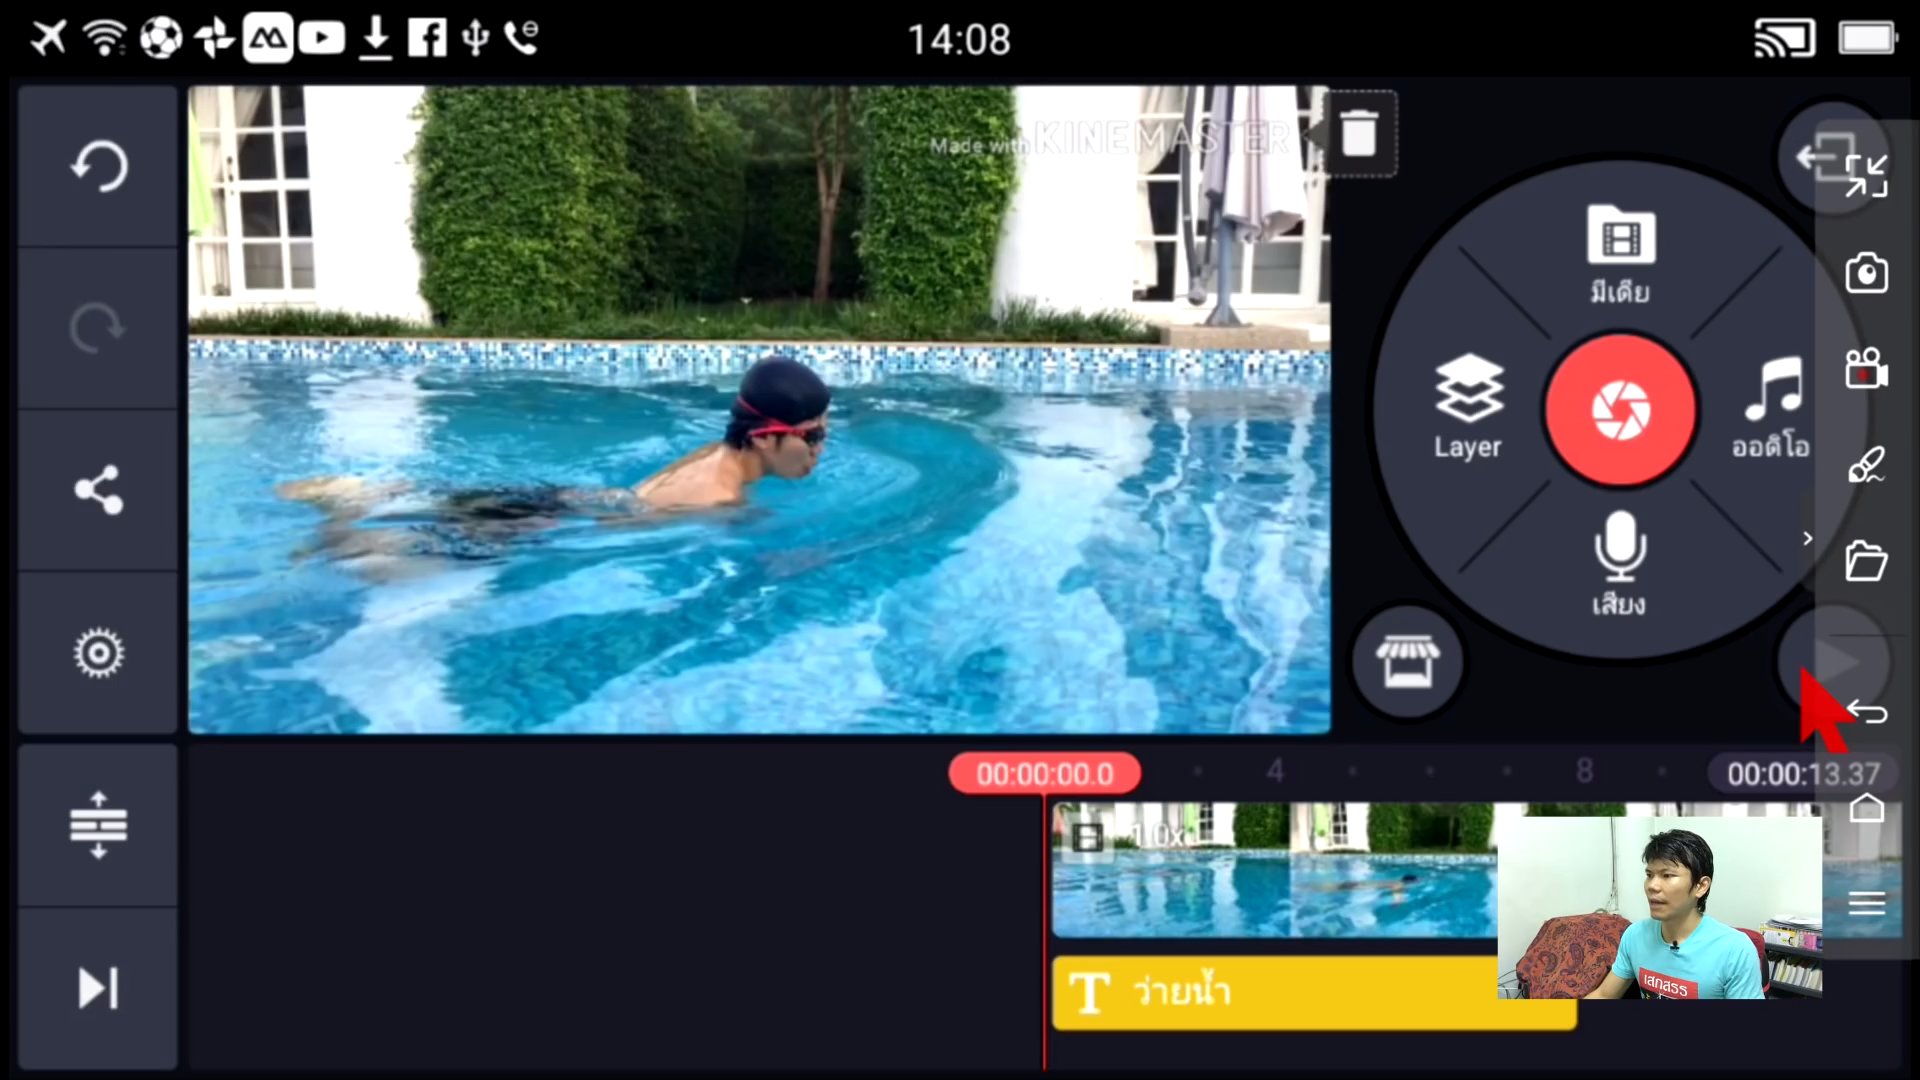 14:08
Made with KINEMASTER
มีเดีย
Layer
ออดิโอ
เสียง
00:00:00.0
4
8
00:00:13.37
1.0x
T ว่ายน้ำ
เสกสรร